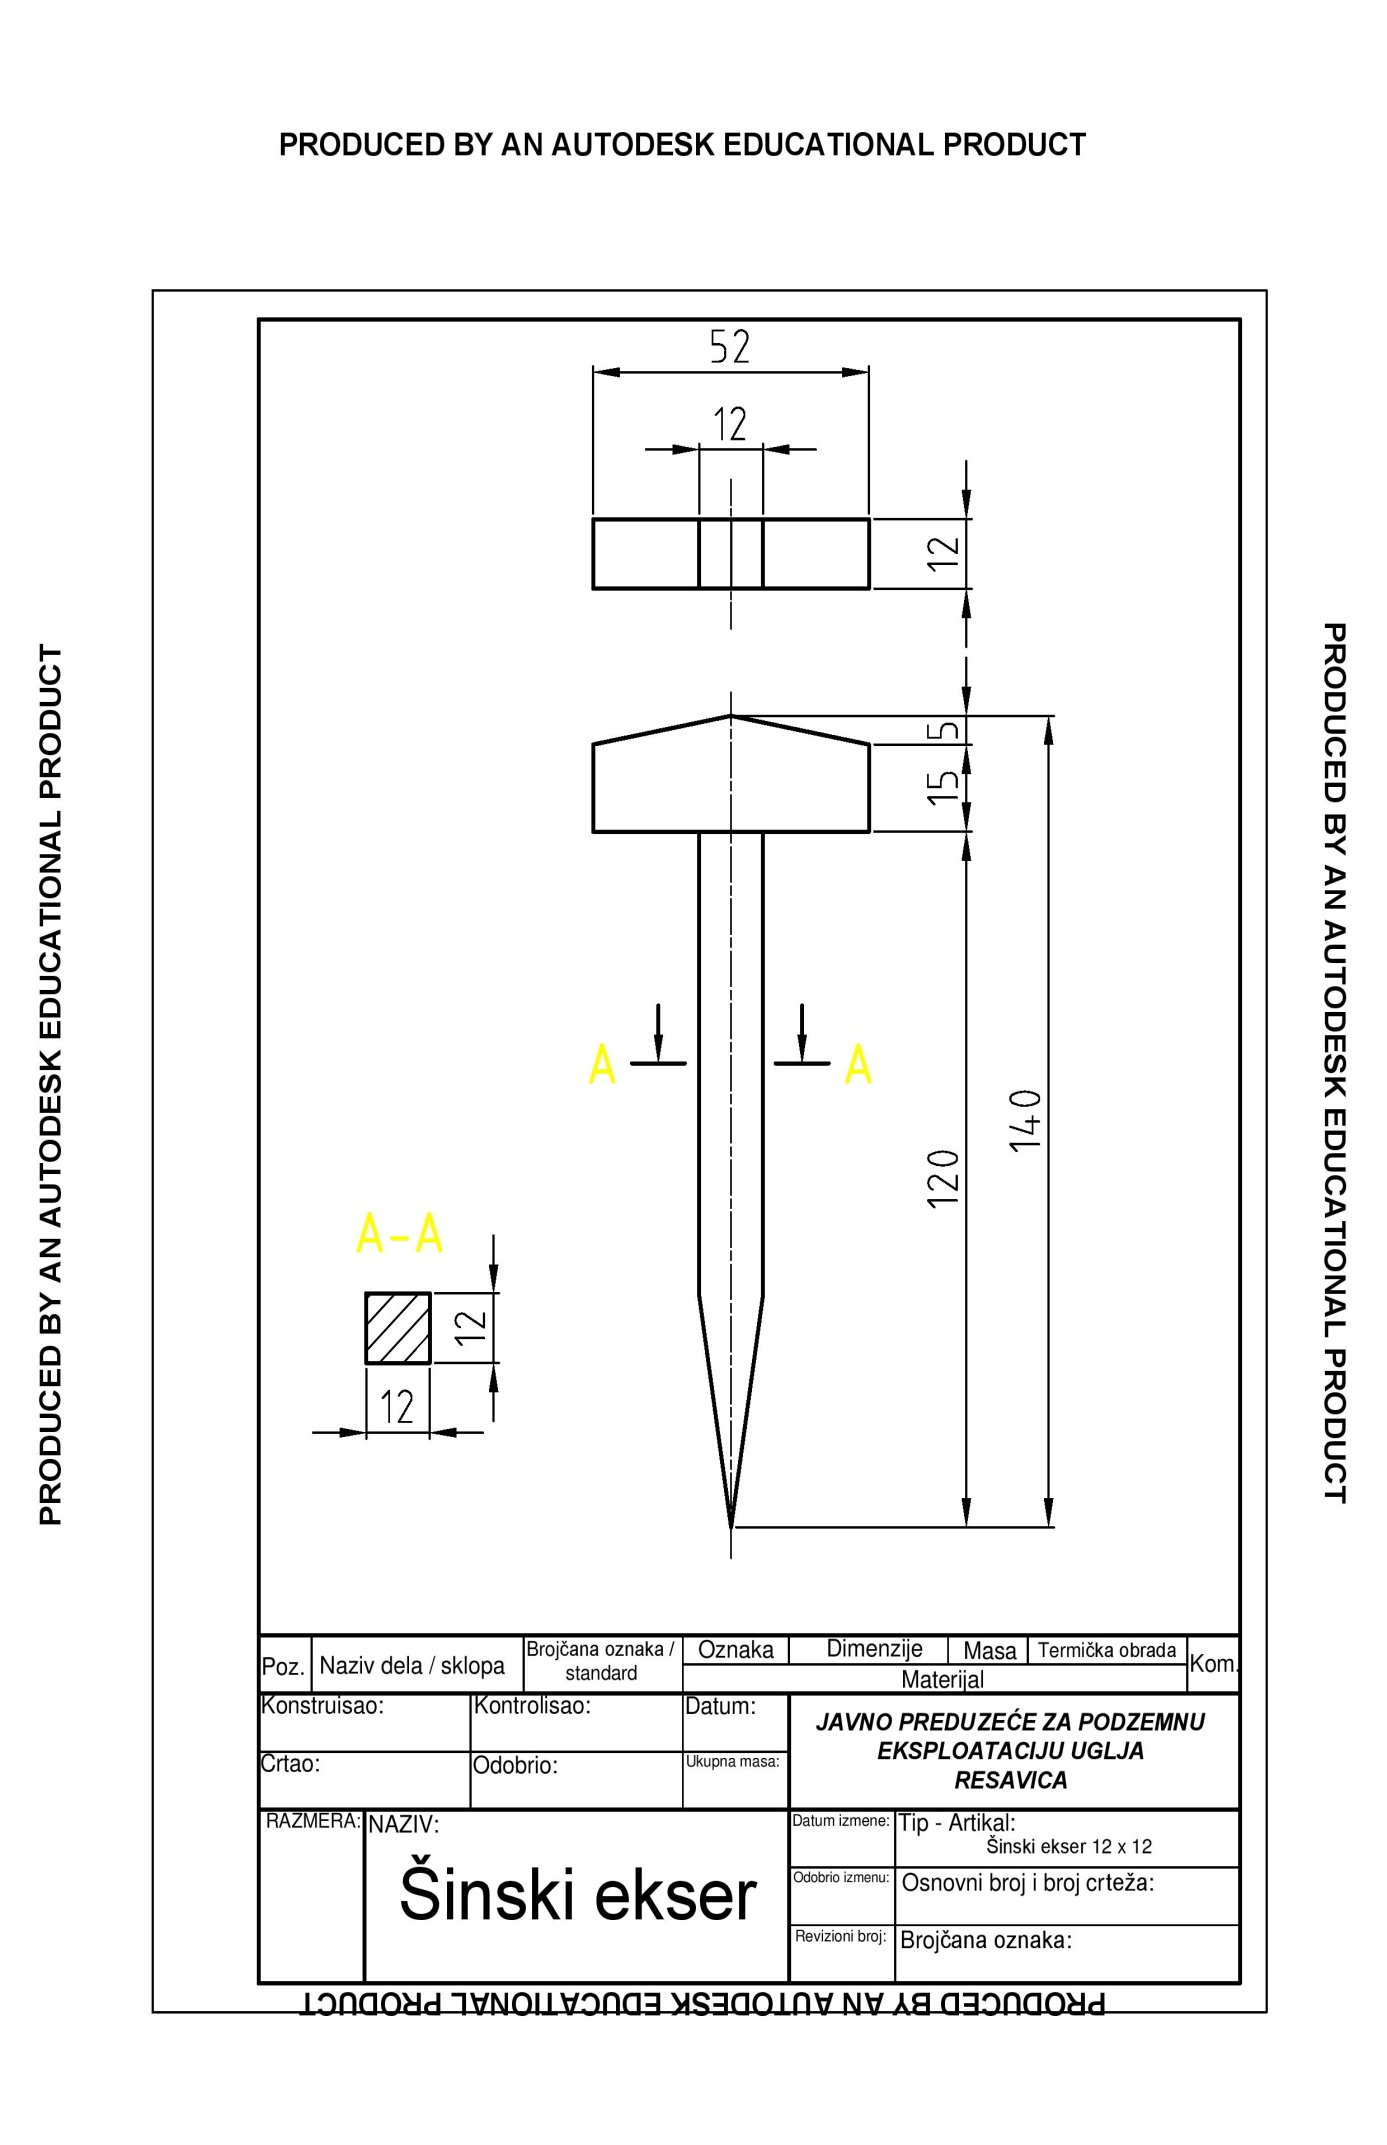 PRODUCED BY AN AUTODESK EDUCATIONAL PRODUCT
52
12
12
5
15
A
A
140
120
A-A
12
12
PRODUCED BY AN AUTODESK EDUCATIONAL PRODUCT
PRODUCED BY AN AUTODESK EDUCATIONAL PRODUCT
Poz.
Naziv dela / sklopa
Brojčana oznaka /
standard
Oznaka
Dimenzije
Masa
Termička obrada
Kom.
Materijal
Konstruisao:
Kontrolisao:
Datum:
Crtao:
Odobrio:
Ukupna masa:
JAVNO PREDUZEĆE ZA PODZEMNU
EKSPLOATACIJU UGLJA
RESAVICA
RAZMERA:
NAZIV:
Šinski ekser
Datum izmene:
Tip - Artikal:
Šinski ekser 12 x 12
Odobrio izmenu:
Osnovni broj i broj crteža:
Revizioni broj:
Brojčana oznaka:
PRODUCED BY AN AUTODESK EDUCATIONAL PRODUCT